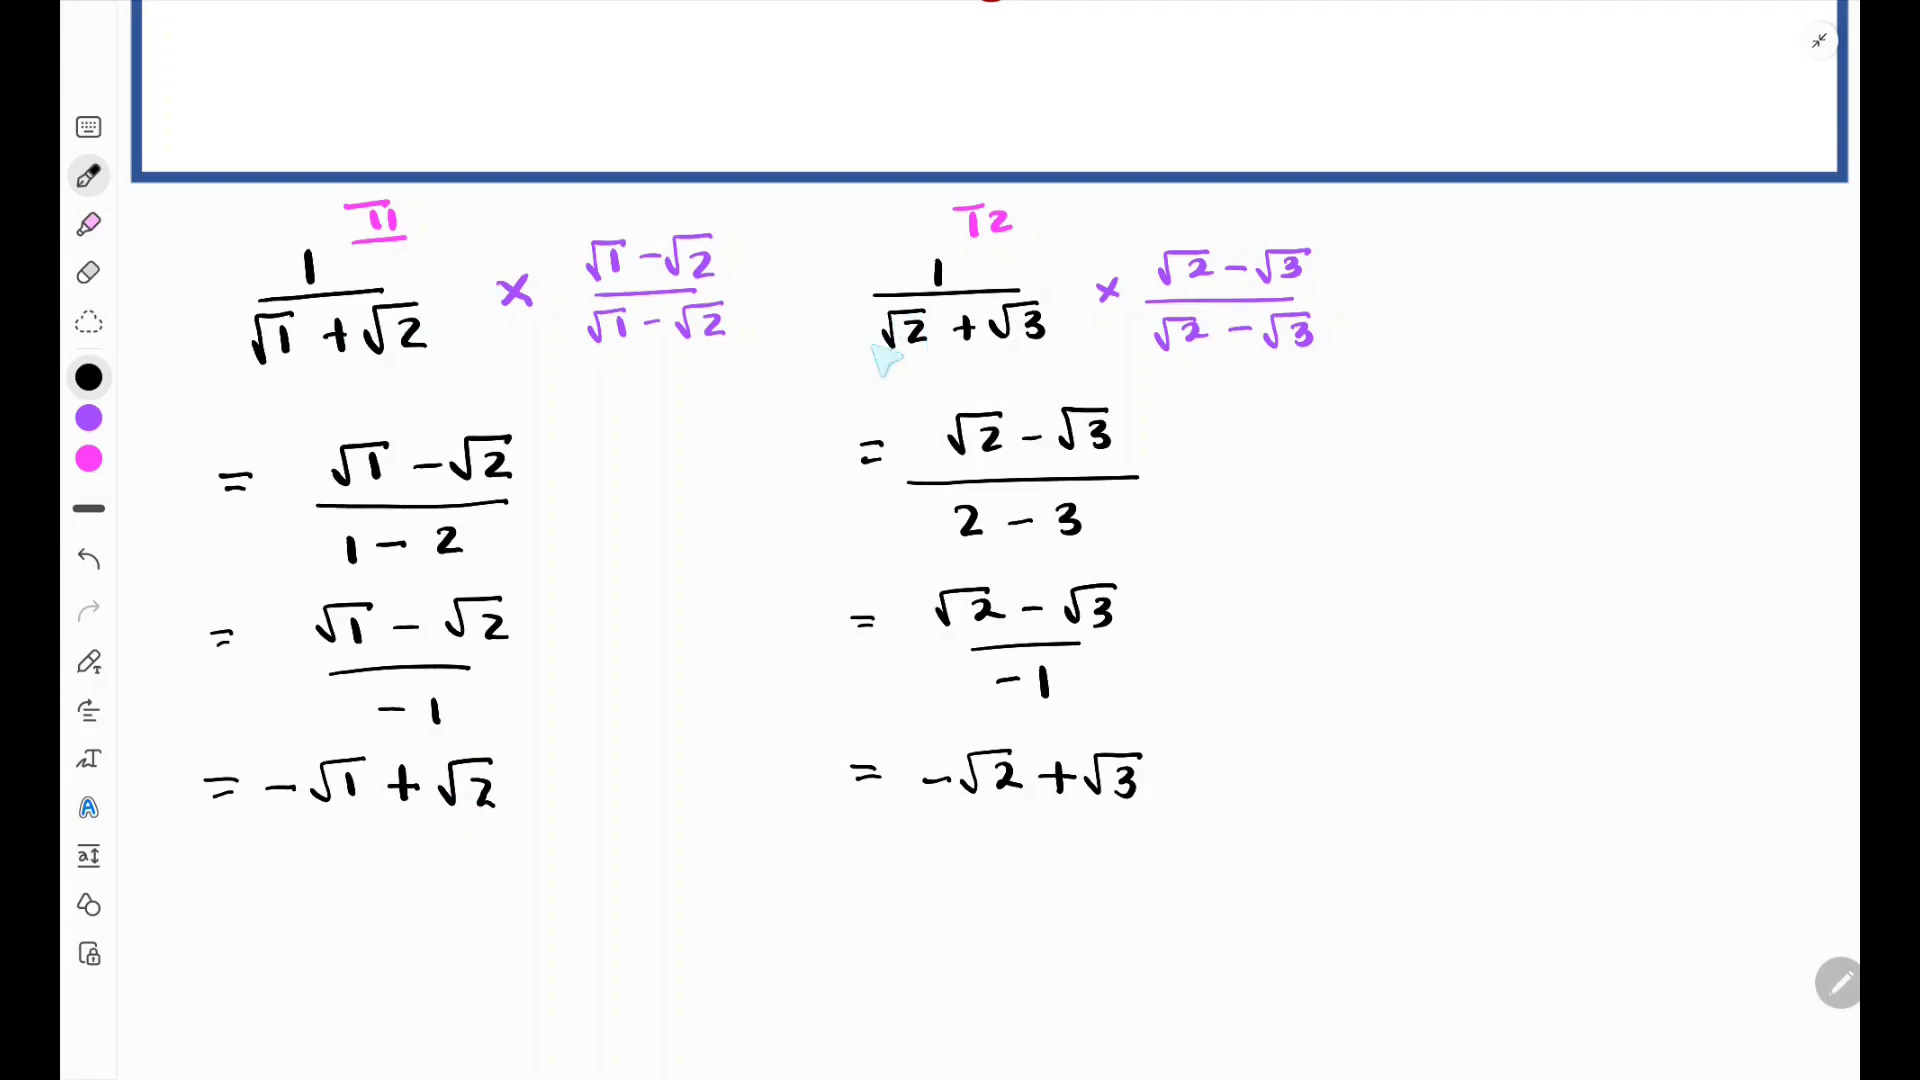 T1
1/(√1 + √2) × (√1 − √2)/(√1 − √2)
= (√1 − √2)/(1 − 2)
= (√1 − √2)/−1
= −√1 + √2
T2
1/(√2 + √3) × (√2 − √3)/(√2 − √3)
= (√2 − √3)/(2 − 3)
= (√2 − √3)/−1
= −√2 + √3